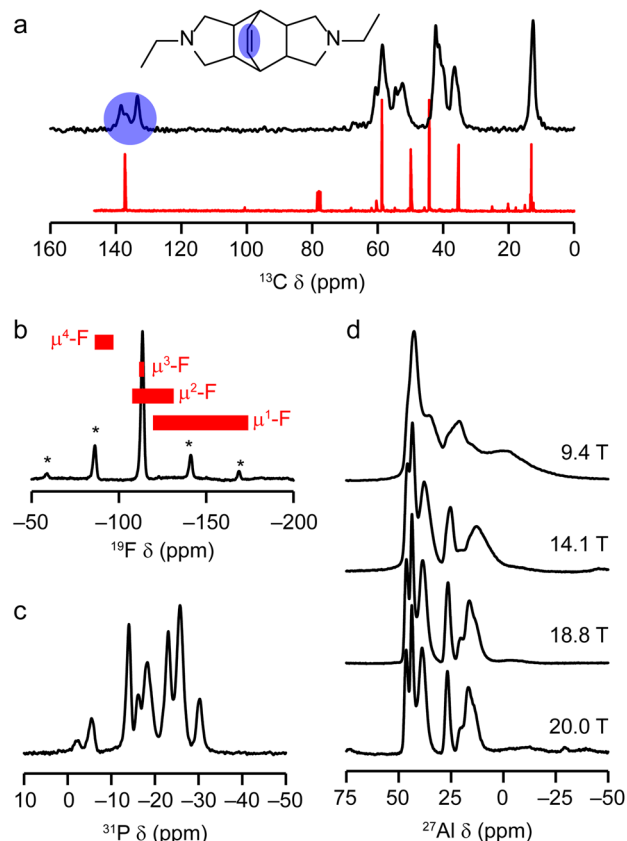 a
N
N
160 140 120 100 80 60 40 20 0
¹³C δ (ppm)
b
μ⁴-F
μ³-F
μ²-F
μ¹-F
* * * *
–50 –100 –150 –200
¹⁹F δ (ppm)
c
10 0 –10 –20 –30 –40 –50
³¹P δ (ppm)
d
9.4 T
14.1 T
18.8 T
20.0 T
75 50 25 0 –25 –50
²⁷Al δ (ppm)